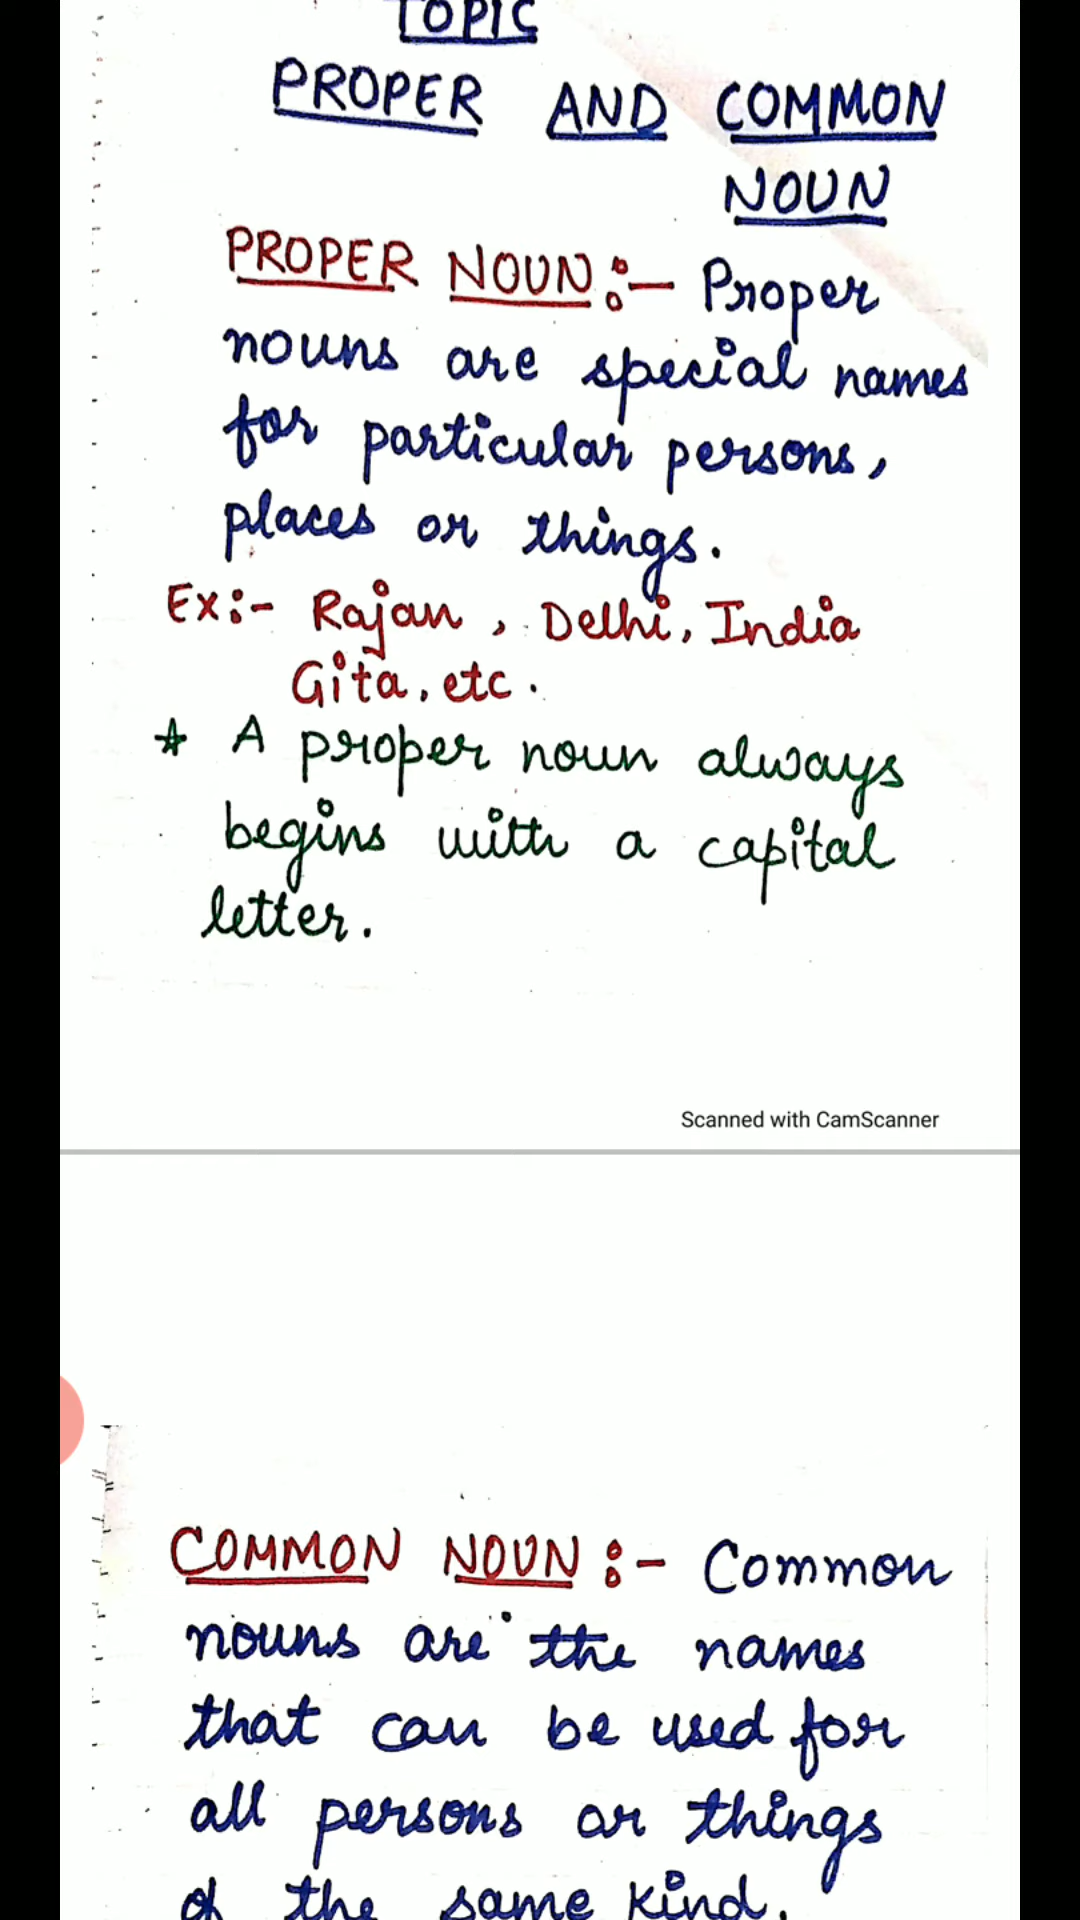 TOPIC
PROPER AND COMMON
NOUN
PROPER NOUN:- Proper
nouns are special names
for particular persons,
places or things.
Ex:- Rajan, Delhi, India
Gita, etc.
* A proper noun always
begins with a capital
letter.
Scanned with CamScanner
COMMON NOUN:- Common
nouns are the names
that can be used for
all persons or things
of the same kind.